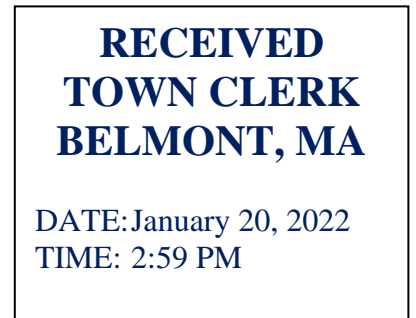 RECEIVED
TOWN CLERK
BELMONT, MA
DATE:January 20, 2022
TIME: 2:59 PM